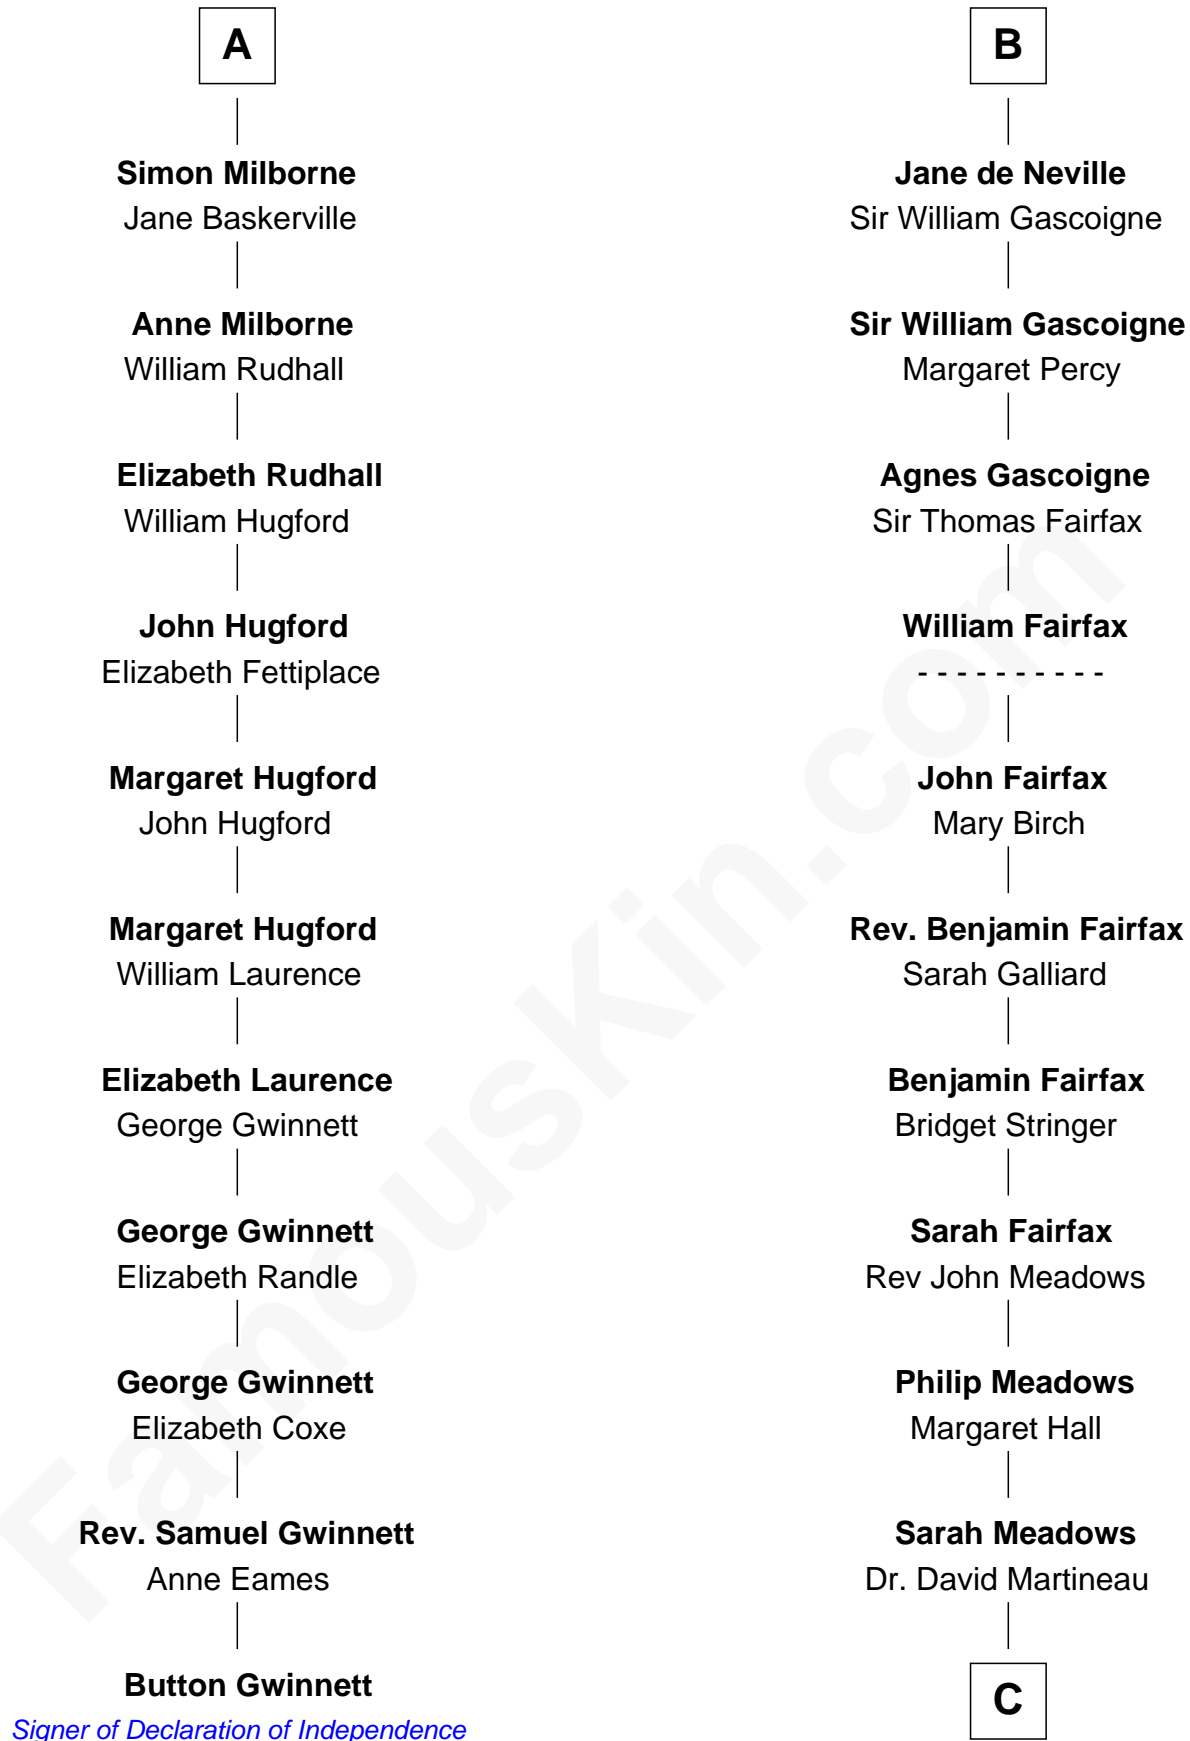 A
Simon Milborne
Jane Baskerville
Anne Milborne
William Rudhall
Elizabeth Rudhall
William Hugford
John Hugford
Elizabeth Fettiplace
Margaret Hugford
John Hugford
Margaret Hugford
William Laurence
Elizabeth Laurence
George Gwinnett
George Gwinnett
Elizabeth Randle
George Gwinnett
Elizabeth Coxe
Rev. Samuel Gwinnett
Anne Eames
Button Gwinnett
Signer of Declaration of Independence
B
Jane de Neville
Sir William Gascoigne
Sir William Gascoigne
Margaret Percy
Agnes Gascoigne
Sir Thomas Fairfax
William Fairfax
- - - - - - - - - -
John Fairfax
Mary Birch
Rev. Benjamin Fairfax
Sarah Galliard
Benjamin Fairfax
Bridget Stringer
Sarah Fairfax
Rev John Meadows
Philip Meadows
Margaret Hall
Sarah Meadows
Dr. David Martineau
C
FamousKin.com